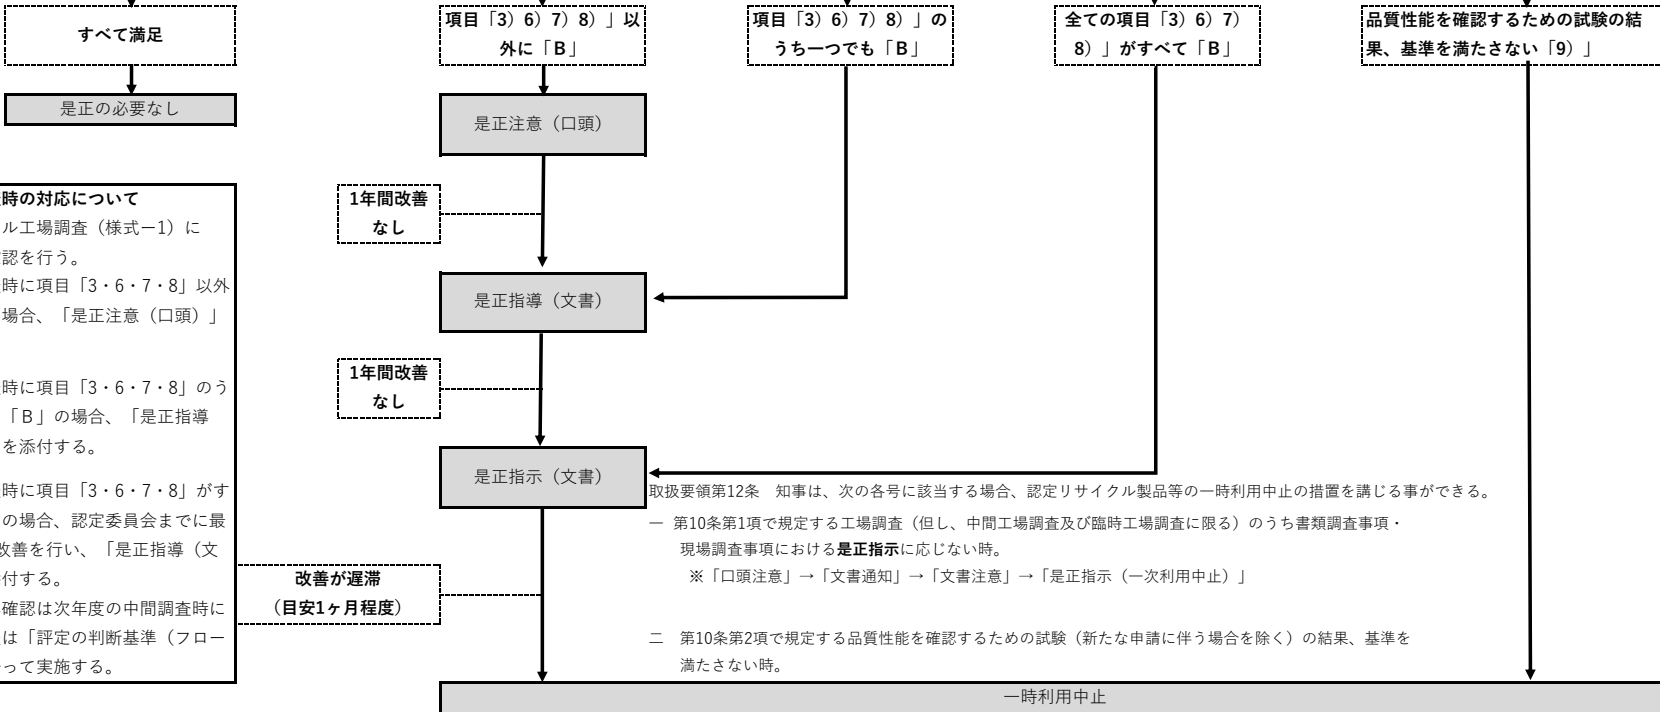 すべて満足
項目「3）6）7）8）」以
外に「B」
項目「3）6）7）8）」の
うち一つでも「B」
全ての項目「3）6）7）
8）」がすべて「B」
品質性能を確認するための試験の結
果、基準を満たさない「9）」
是正の必要なし
是正注意（口頭）
1年間改善
なし
是正指導（文書）
1年間改善
なし
是正指示（文書）
時の対応について
ル工場調査（様式ー1）に
認を行う。
時に項目「3・6・7・8」以外
場合、「是正注意（口頭）」
時に項目「3・6・7・8」のう
「B」の場合、「是正指導
を添付する。
時に項目「3・6・7・8」がす
の場合、認定委員会までに最
改善を行い、「是正指導（文
付する。
確認は次年度の中間調査時に
は「評定の判断基準（フロー
って実施する。
改善が遅滞
（目安1ヶ月程度）
取扱要領第12条　知事は、次の各号に該当する場合、認定リサイクル製品等の一時利用中止の措置を講じる事ができる。
一　第10条第1項で規定する工場調査（但し、中間工場調査及び臨時工場調査に限る）のうち書類調査事項・
現場調査事項における是正指示に応じない時。
※「口頭注意」→「文書通知」→「文書注意」→「是正指示（一次利用中止）」
二　第10条第2項で規定する品質性能を確認するための試験（新たな申請に伴う場合を除く）の結果、基準を
満たさない時。
一時利用中止